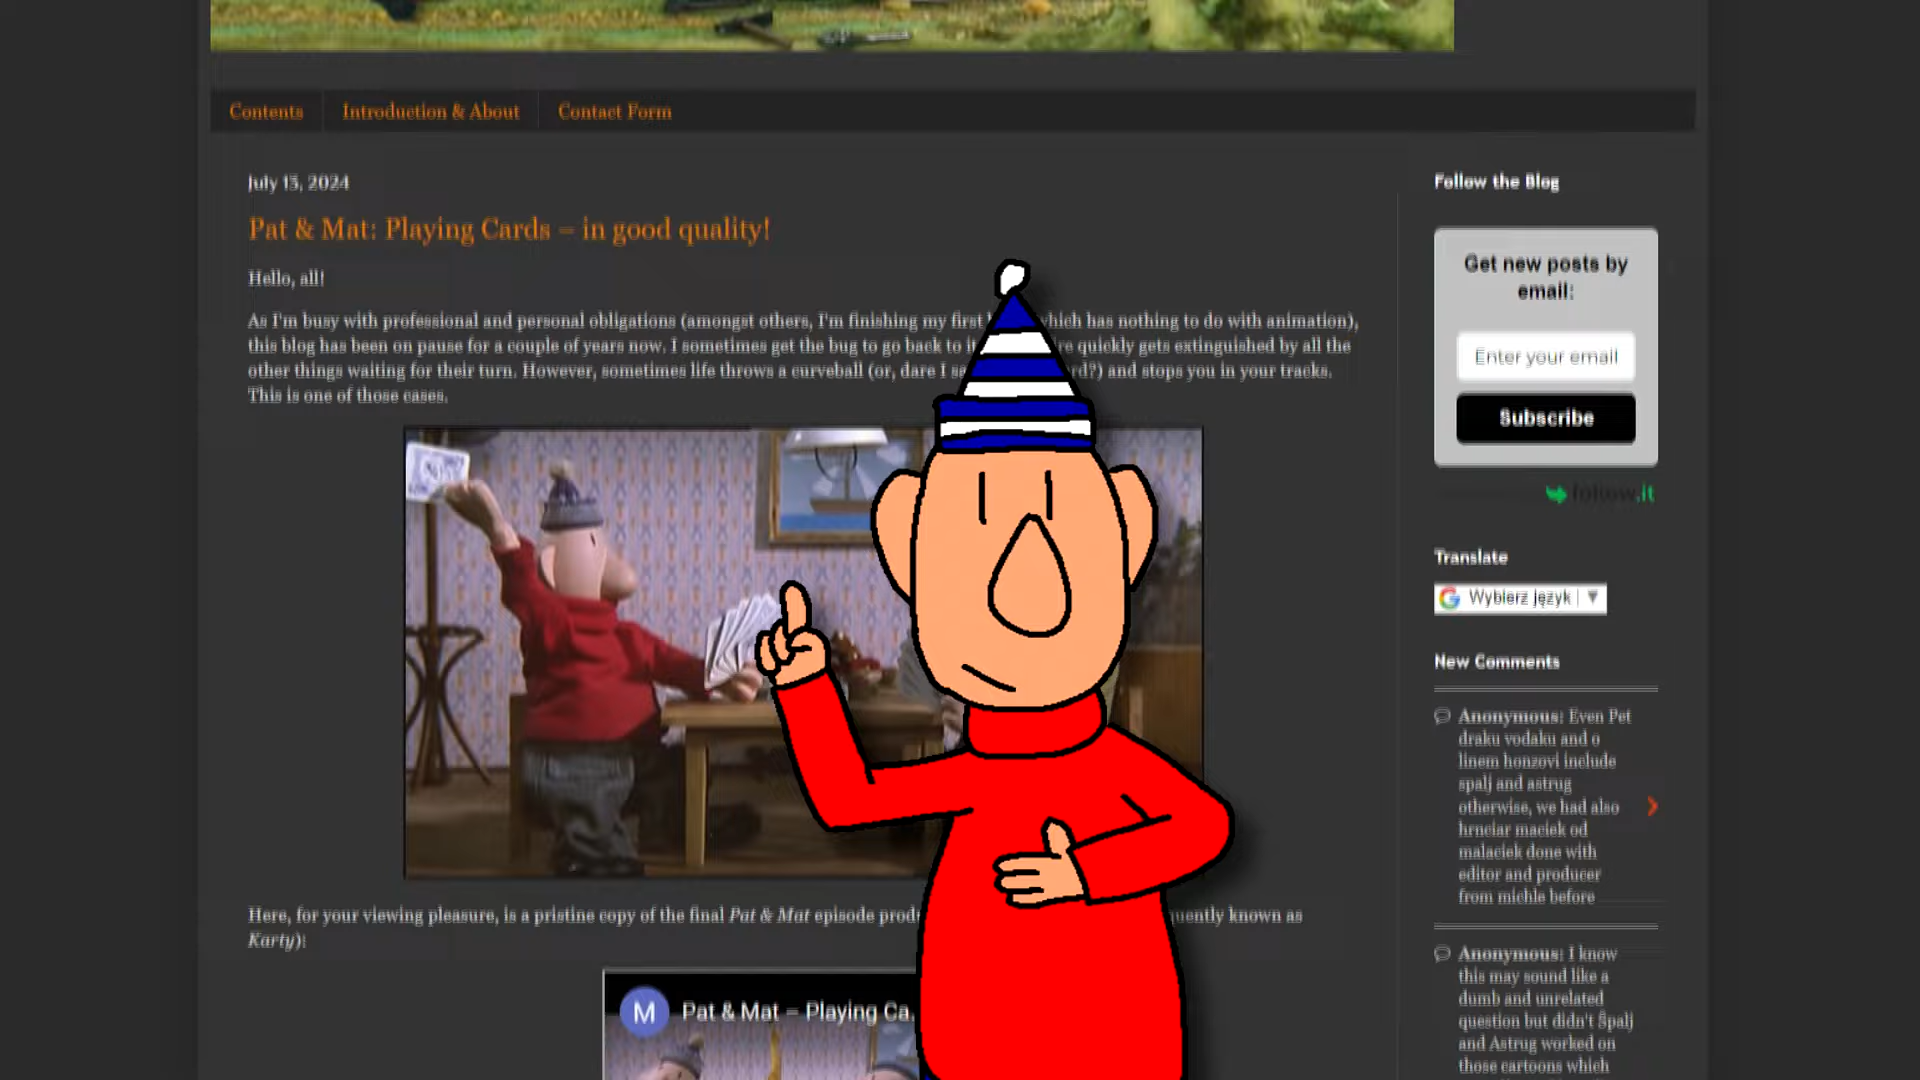 Contents
Introduction & About
Contact Form
July 13, 2024
Pat & Mat: Playing Cards – in good quality!
Hello, all!
As I'm busy with professional and personal obligations (amongst others, I'm finishing my first which has nothing to do with animation),
this blog has been on pause for a couple of years now. I sometimes get the bug to go back to quickly gets extinguished by all the
other things waiting for their turn. However, sometimes life throws a curveball (or, dare I and stops you in your tracks.
This is one of those cases.
Here, for your viewing pleasure, is a pristine copy of the final Pat & Mat episode known as
Karty):
M
Pat & Mat – Playing Ca..
Follow the Blog
Get new posts by
email:
Enter your email
Subscribe
follow.it
Translate
G Wybierz język ▼
New Comments
Anonymous: Even Pet
draku vodaku and o
linem honzovi include
spalj and astrug
otherwise, we had also
hrnciar maciek od
malaciek done with
editor and producer
from michle before
Anonymous: I know
this may sound like a
dumb and unrelated
question but didn't Špalj
and Astrug worked on
those cartoons which